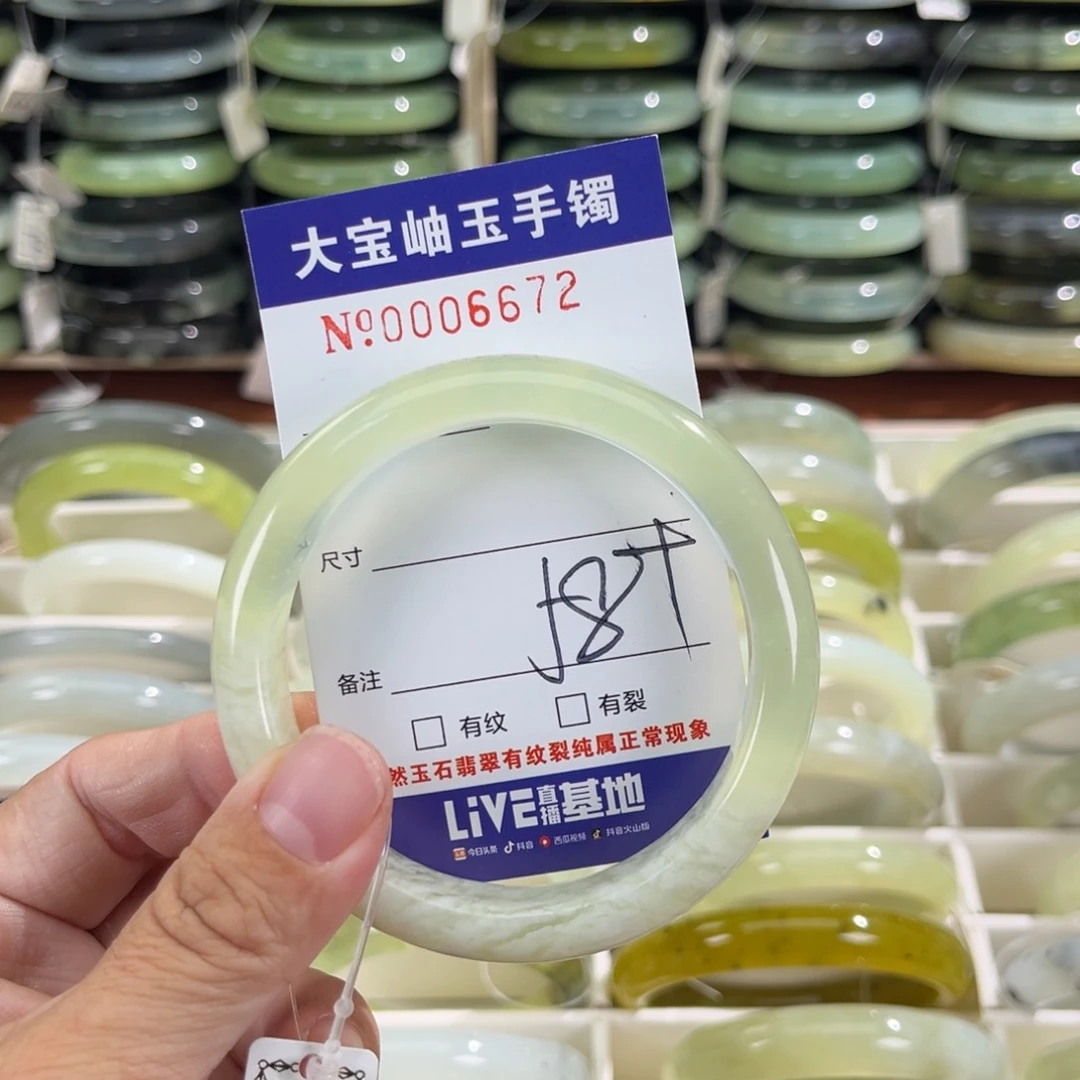 大宝岫玉手镯
Nº0006672
尺寸
58T
备注
□ 有纹 □ 有裂
然玉石翡翠有纹裂纯属正常现象
LiVE直播基地
今日头条 抖音 西瓜视频 抖音火山版